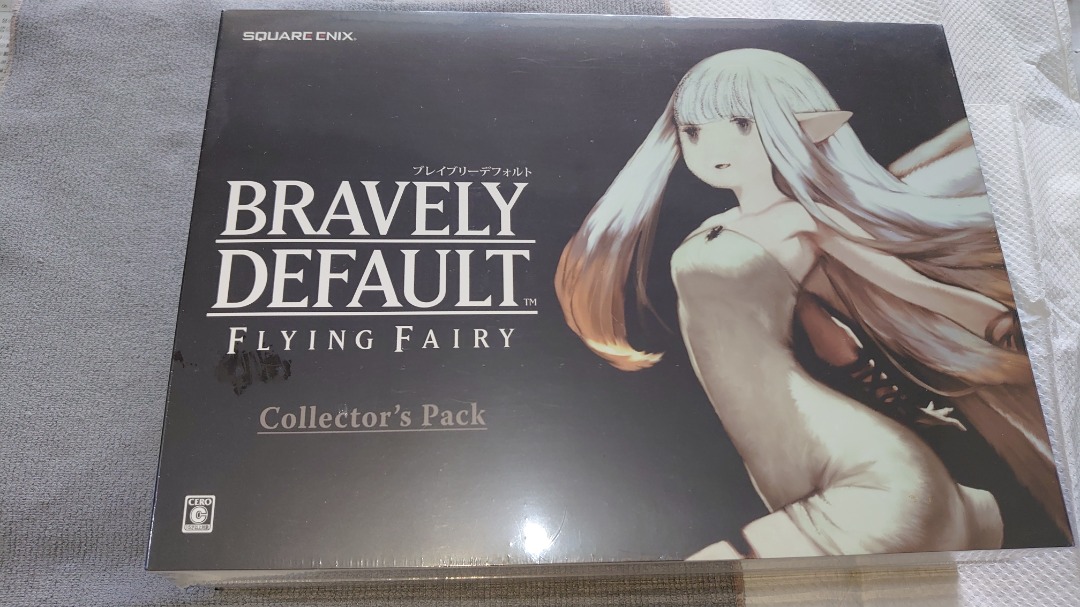 SQUARE ENIX.
ブレイブリーデフォルト
BRAVELY
DEFAULT™
FLYING FAIRY
Collector's Pack
CERO
C